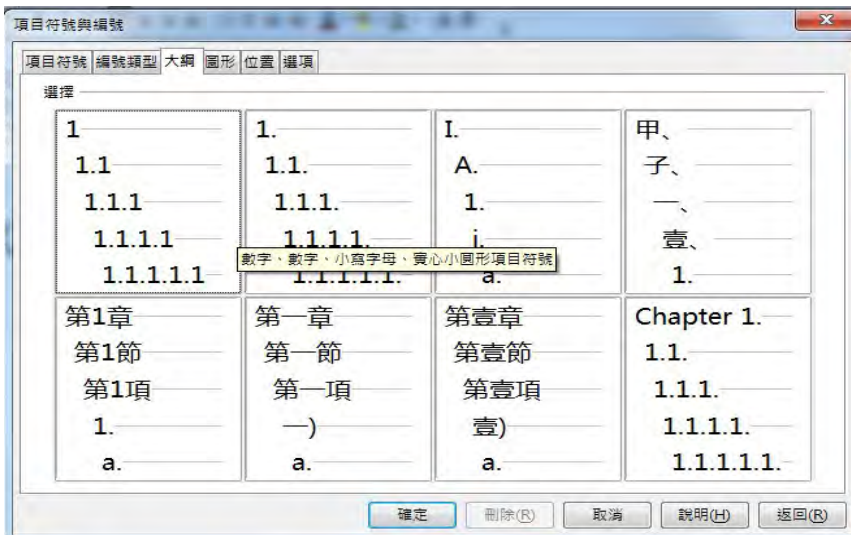 項目符號與編號
項目符號 編號類型 大綱 圖形 位置 選項
選擇
1
1.1
1.1.1
1.1.1.1
1.1.1.1.1
1.
1.1.
1.1.1.
1.1.1.1.
1.1.1.1.1.
I.
A.
1.
i.
a.
甲、
子、
一、
壹、
1.
數字、數字、小寫字母、實心小圓形項目符號
第1章
第1節
第1項
1.
a.
第一章
第一節
第一項
一)
a.
第壹章
第壹節
第壹項
壹)
a.
Chapter 1.
1.1.
1.1.1.
1.1.1.1.
1.1.1.1.1.
確定 刪除(R) 取消 說明(H) 返回(R)